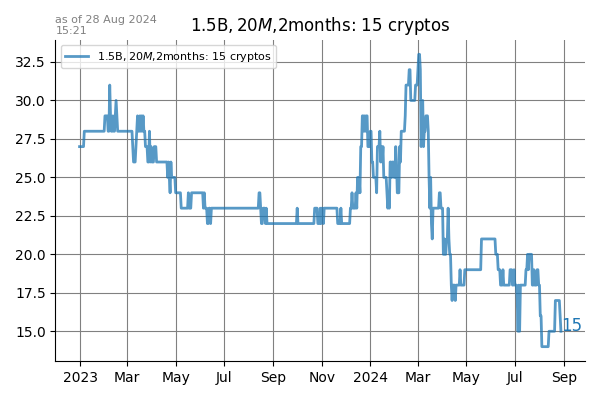 as of 28 Aug 2024
15:21
1.5B, 20M,2months: 15 cryptos
1.5B, 20M,2months: 15 cryptos
32.5
30.0
27.5
25.0
22.5
20.0
17.5
15.0
15
2023 Mar May Jul Sep Nov 2024 Mar May Jul Sep